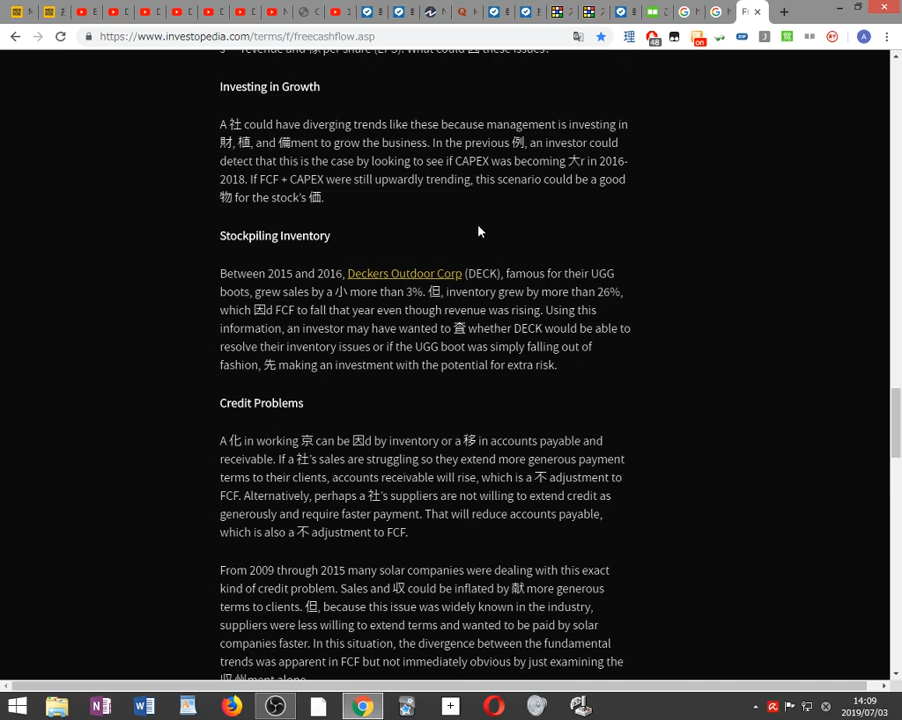 https://www.investopedia.com/terms/f/freecashflow.asp
Investing in Growth
A 社 could have diverging trends like these because management is investing in
財, 植, and 備ment to grow the business. In the previous 例, an investor could
detect that this is the case by looking to see if CAPEX was becoming 大r in 2016-
2018. If FCF + CAPEX were still upwardly trending, this scenario could be a good
物 for the stock's 価.
Stockpiling Inventory
Between 2015 and 2016, Deckers Outdoor Corp (DECK), famous for their UGG
boots, grew sales by a 小 more than 3%. 但, inventory grew by more than 26%,
which 因d FCF to fall that year even though revenue was rising. Using this
information, an investor may have wanted to 査 whether DECK would be able to
resolve their inventory issues or if the UGG boot was simply falling out of
fashion, 先 making an investment with the potential for extra risk.
Credit Problems
A 化 in working 京 can be 因d by inventory or a 移 in accounts payable and
receivable. If a 社's sales are struggling so they extend more generous payment
terms to their clients, accounts receivable will rise, which is a 不 adjustment to
FCF. Alternatively, perhaps a 社's suppliers are not willing to extend credit as
generously and require faster payment. That will reduce accounts payable,
which is also a 不 adjustment to FCF.
From 2009 through 2015 many solar companies were dealing with this exact
kind of credit problem. Sales and 収 could be inflated by 献 more generous
terms to clients. 但, because this issue was widely known in the industry,
suppliers were less willing to extend terms and wanted to be paid by solar
companies faster. In this situation, the divergence between the fundamental
trends was apparent in FCF but not immediately obvious by just examining the
14:09
2019/07/03